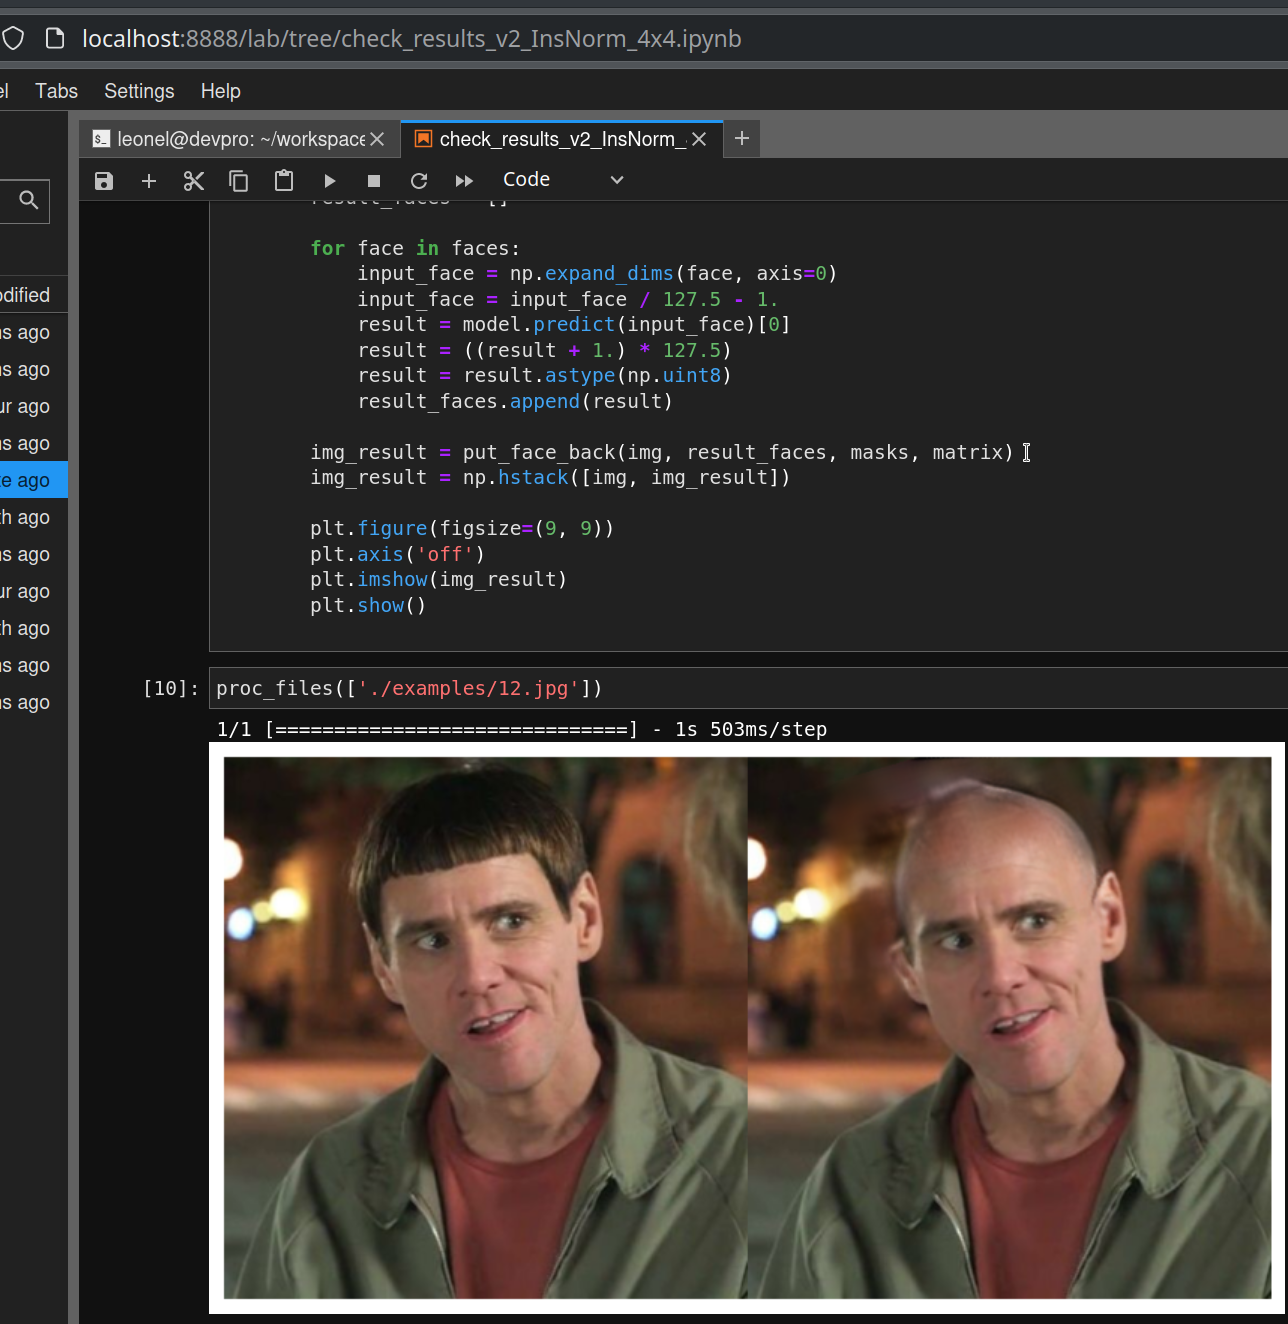 localhost:8888/lab/tree/check_results_v2_InsNorm_4x4.ipynb
el Tabs Settings Help
leonel@devpro: ~/workspace check_results_v2_InsNorm_
Code
for face in faces:
input_face = np.expand_dims(face, axis=0)
input_face = input_face / 127.5 - 1.
result = model.predict(input_face)[0]
result = ((result + 1.) * 127.5)
result = result.astype(np.uint8)
result_faces.append(result)
img_result = put_face_back(img, result_faces, masks, matrix)
img_result = np.hstack([img, img_result])
plt.figure(figsize=(9, 9))
plt.axis('off')
plt.imshow(img_result)
plt.show()
[10]: proc_files(['./examples/12.jpg'])
1/1 [==============================] - 1s 503ms/step
odified
s ago
s ago
ur ago
s ago
te ago
th ago
s ago
ur ago
th ago
s ago
s ago